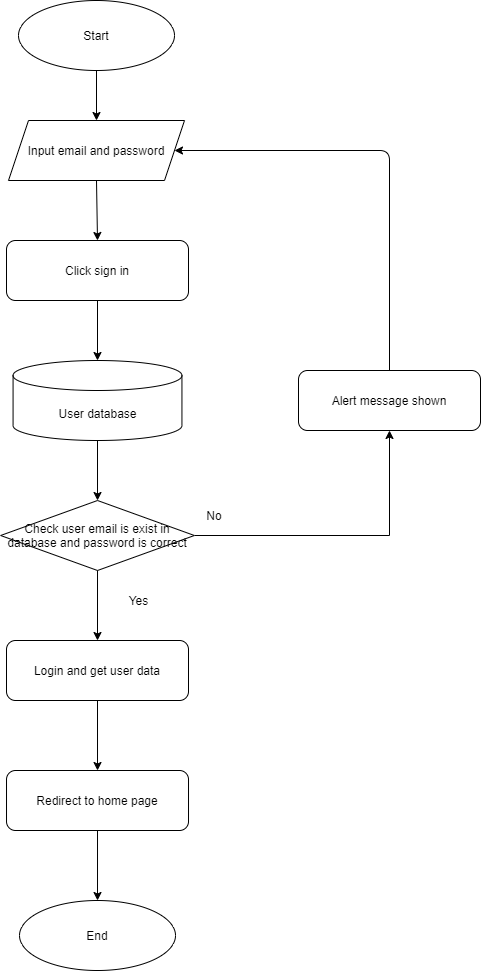 Start
Input email and password
Click sign in
User database
Alert message shown
No
Check user email is exist in
database and password is correct
Yes
Login and get user data
Redirect to home page
End